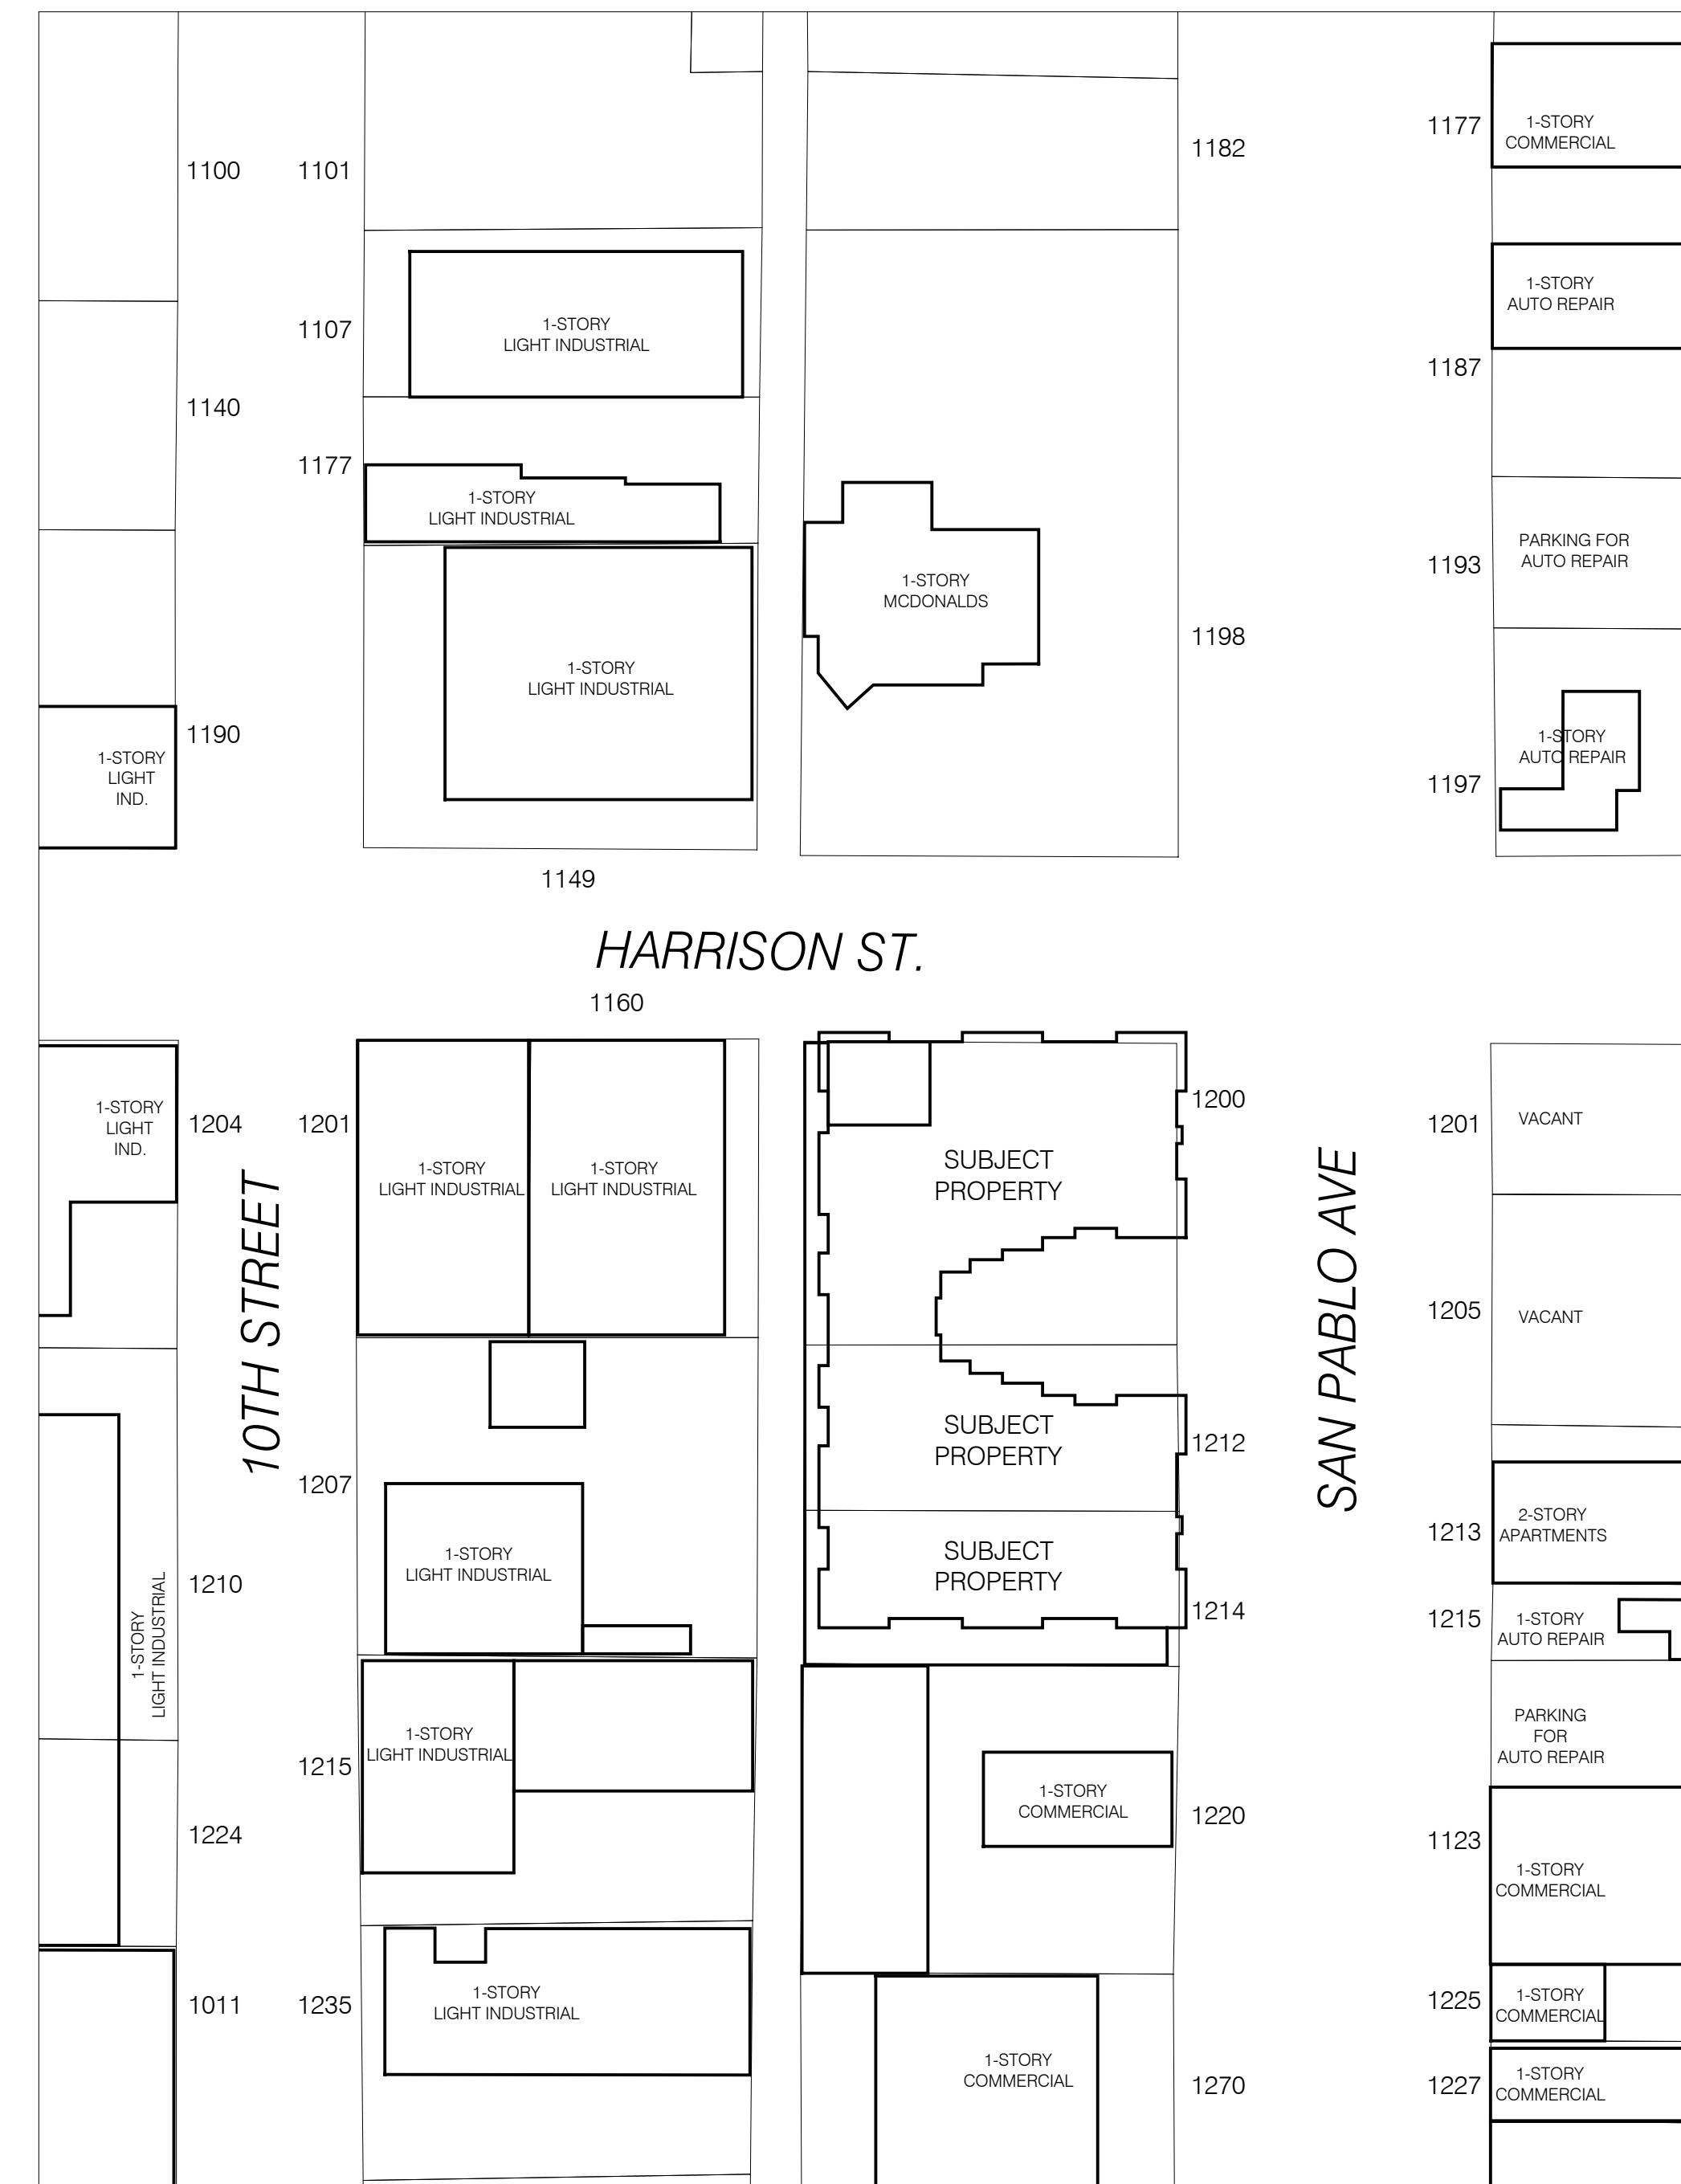 1177
1-STORY
COMMERCIAL
1182
1100
1101
1-STORY
AUTO REPAIR
1107
1-STORY
LIGHT INDUSTRIAL
1187
1140
1177
1-STORY
LIGHT INDUSTRIAL
PARKING FOR
AUTO REPAIR
1193
1-STORY
MCDONALDS
1198
1-STORY
LIGHT INDUSTRIAL
1190
1-STORY
LIGHT
IND.
1-STORY
AUTO REPAIR
1197
1149
HARRISON ST.
1160
1-STORY
LIGHT
IND.
1204
1201
1-STORY
LIGHT INDUSTRIAL
1-STORY
LIGHT INDUSTRIAL
SUBJECT
PROPERTY
1200
1201
VACANT
10TH STREET
SAN PABLO AVE
1205
VACANT
SUBJECT
PROPERTY
1212
1207
1-STORY
LIGHT INDUSTRIAL
SUBJECT
PROPERTY
1213
2-STORY
APARTMENTS
1210
1-STORY
LIGHT INDUSTRIAL
1214
1215
1-STORY
AUTO REPAIR
1215
1-STORY
LIGHT INDUSTRIAL
PARKING
FOR
AUTO REPAIR
1-STORY
COMMERCIAL
1220
1224
1123
1-STORY
COMMERCIAL
1011
1235
1-STORY
LIGHT INDUSTRIAL
1225
1-STORY
COMMERCIAL
1-STORY
COMMERCIAL
1270
1227
1-STORY
COMMERCIAL